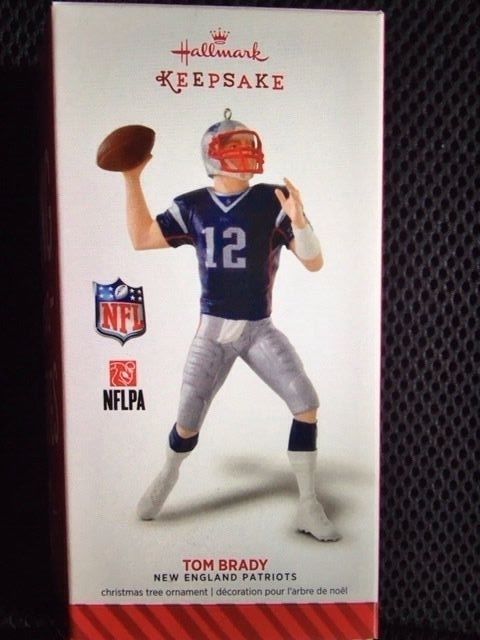 Hallmark
KEEPSAKE
12
NFL
NFLPA
TOM BRADY
NEW ENGLAND PATRIOTS
christmas tree ornament | décoration pour l'arbre de noël